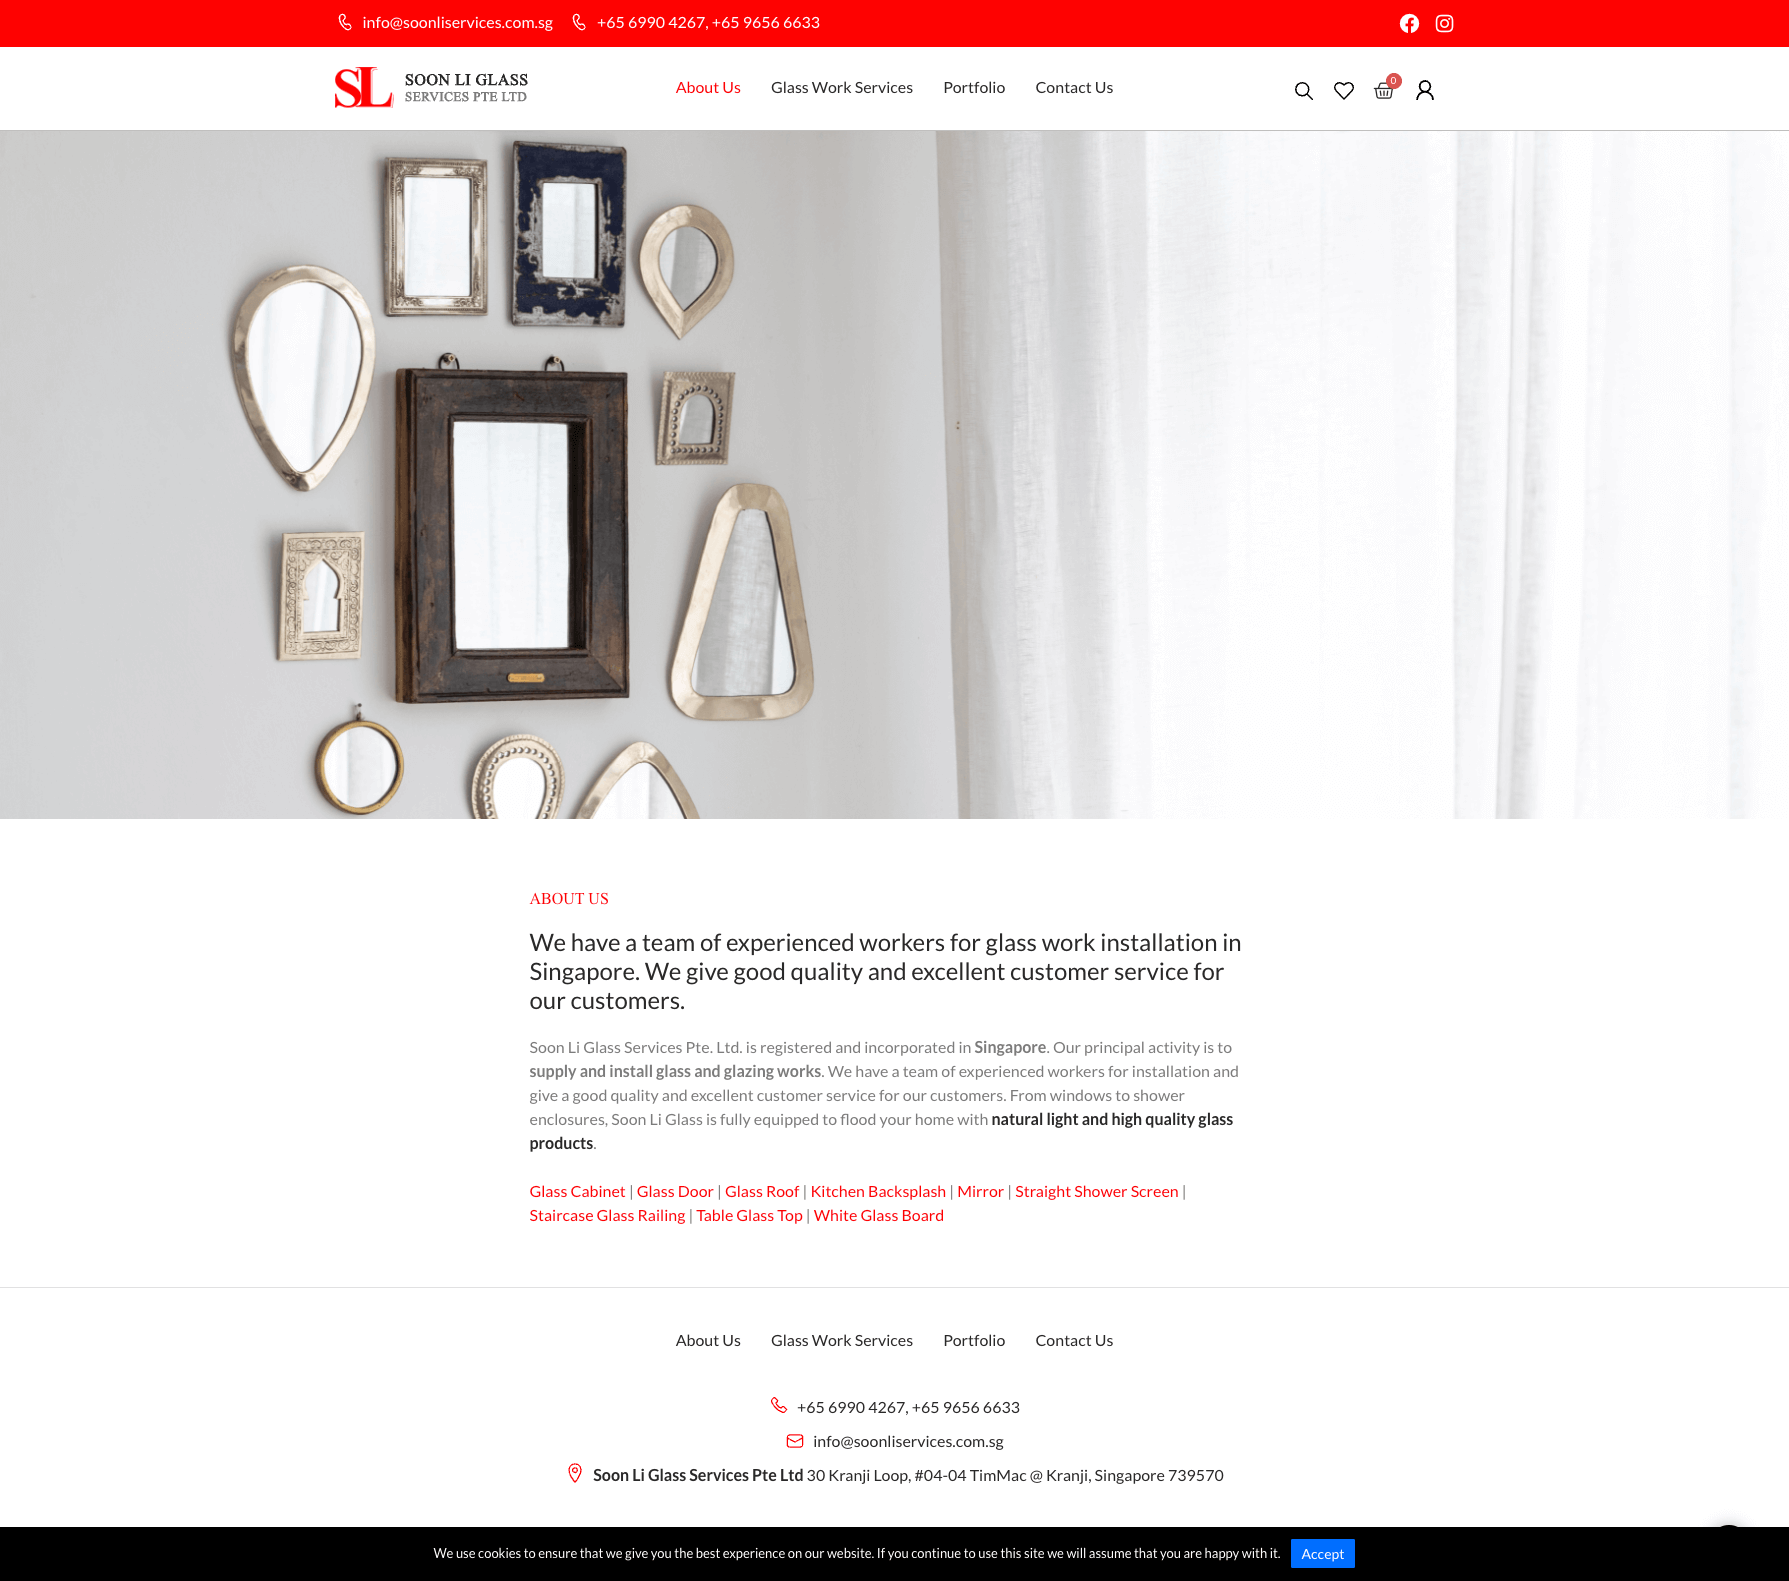 info@soonliservices.com.sg +65 6990 4267, +65 9656 6633
SL SOON LI GLASS
SERVICES PTE LTD
About Us Glass Work Services Portfolio Contact Us
0
ABOUT US
We have a team of experienced workers for glass work installation in
Singapore. We give good quality and excellent customer service for
our customers.
Soon Li Glass Services Pte. Ltd. is registered and incorporated in Singapore. Our principal activity is to
supply and install glass and glazing works. We have a team of experienced workers for installation and
give a good quality and excellent customer service for our customers. From windows to shower
enclosures, Soon Li Glass is fully equipped to flood your home with natural light and high quality glass
products.
Glass Cabinet | Glass Door | Glass Roof | Kitchen Backsplash | Mirror | Straight Shower Screen |
Staircase Glass Railing | Table Glass Top | White Glass Board
About Us Glass Work Services Portfolio Contact Us
+65 6990 4267, +65 9656 6633
info@soonliservices.com.sg
Soon Li Glass Services Pte Ltd 30 Kranji Loop, #04-04 TimMac @ Kranji, Singapore 739570
We use cookies to ensure that we give you the best experience on our website. If you continue to use this site we will assume that you are happy with it. Accept